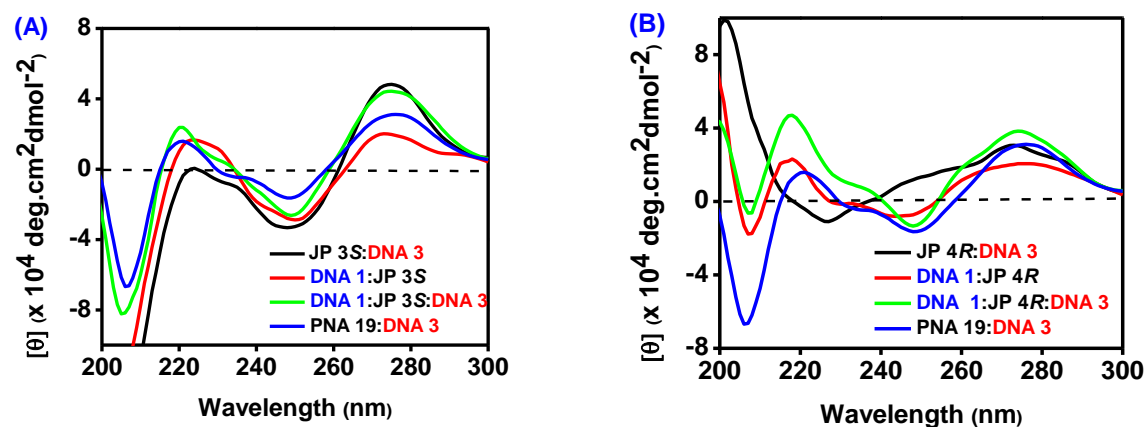 (A)
[θ] (x 10⁴ deg.cm²dmol⁻²)
8
4
0
-4
-8
JP 3S:DNA 3
DNA 1:JP 3S
DNA 1:JP 3S:DNA 3
PNA 19:DNA 3
200 220 240 260 280 300
Wavelength (nm)
(B)
[θ] (x 10⁴ deg.cm²dmol⁻²)
8
4
0
-4
-8
JP 4R:DNA 3
DNA 1:JP 4R
DNA 1:JP 4R:DNA 3
PNA 19:DNA 3
200 220 240 260 280 300
Wavelength (nm)